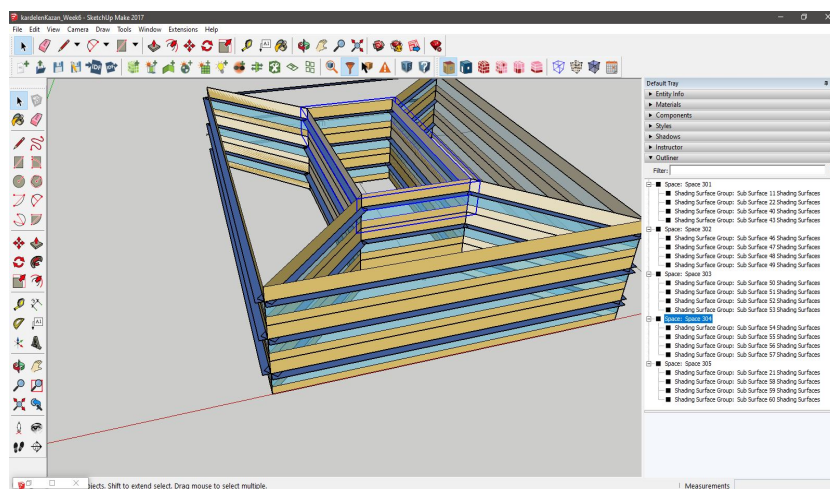 kardelenKazan_Week6 - SketchUp Make 2017
File Edit View Camera Draw Tools Window Extensions Help
Default Tray
Entity Info
Materials
Components
Styles
Shadows
Instructor
Outliner
Filter:
Space: Space 301
Shading Surface Group: Sub Surface 11 Shading Surfaces
Shading Surface Group: Sub Surface 22 Shading Surfaces
Shading Surface Group: Sub Surface 40 Shading Surfaces
Shading Surface Group: Sub Surface 43 Shading Surfaces
Space: Space 302
Shading Surface Group: Sub Surface 46 Shading Surfaces
Shading Surface Group: Sub Surface 47 Shading Surfaces
Shading Surface Group: Sub Surface 48 Shading Surfaces
Shading Surface Group: Sub Surface 49 Shading Surfaces
Space: Space 303
Shading Surface Group: Sub Surface 50 Shading Surfaces
Shading Surface Group: Sub Surface 51 Shading Surfaces
Shading Surface Group: Sub Surface 52 Shading Surfaces
Shading Surface Group: Sub Surface 53 Shading Surfaces
Space: Space 304
Shading Surface Group: Sub Surface 54 Shading Surfaces
Shading Surface Group: Sub Surface 55 Shading Surfaces
Shading Surface Group: Sub Surface 56 Shading Surfaces
Shading Surface Group: Sub Surface 57 Shading Surfaces
Space: Space 305
Shading Surface Group: Sub Surface 21 Shading Surfaces
Shading Surface Group: Sub Surface 58 Shading Surfaces
Shading Surface Group: Sub Surface 59 Shading Surfaces
Shading Surface Group: Sub Surface 60 Shading Surfaces
jects. Shift to extend select. Drag mouse to select multiple.
Measurements